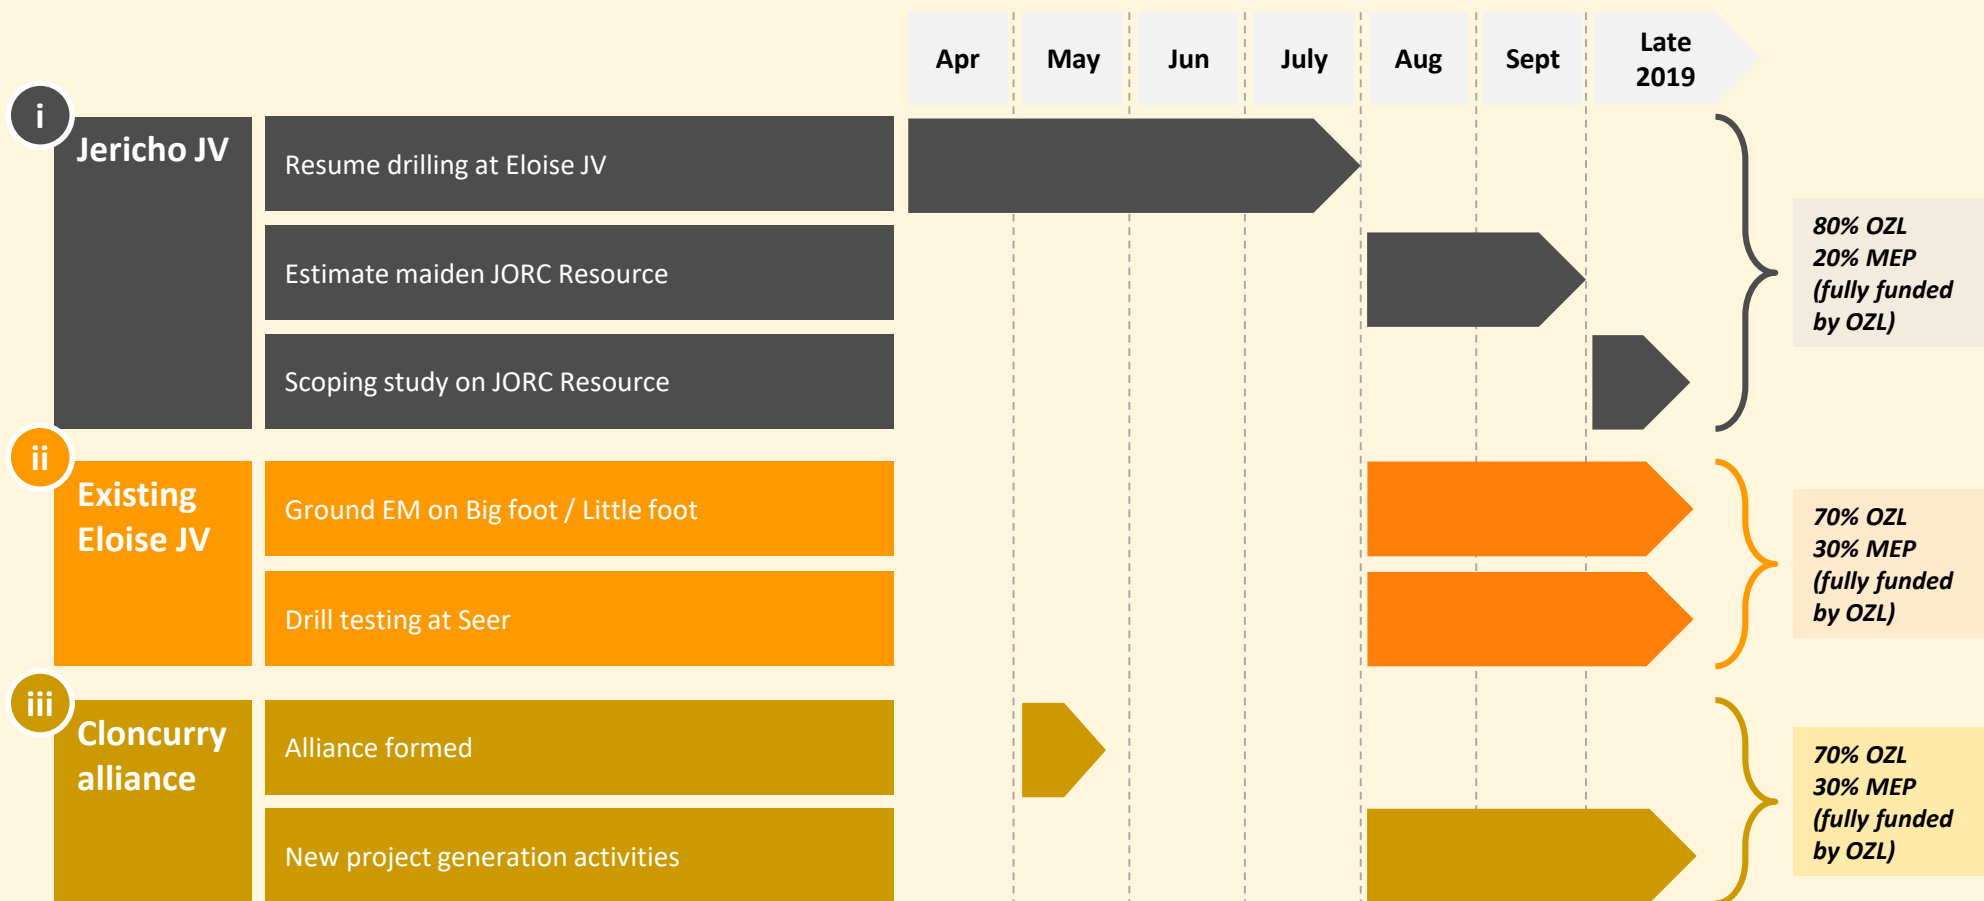 Apr
May
Jun
July
Aug
Sept
Late
2019
i
Jericho JV
Resume drilling at Eloise JV
Estimate maiden JORC Resource
Scoping study on JORC Resource
80% OZL
20% MEP
(fully funded
by OZL)
ii
Existing
Eloise JV
Ground EM on Big foot / Little foot
Drill testing at Seer
70% OZL
30% MEP
(fully funded
by OZL)
iii
Cloncurry
alliance
Alliance formed
New project generation activities
70% OZL
30% MEP
(fully funded
by OZL)